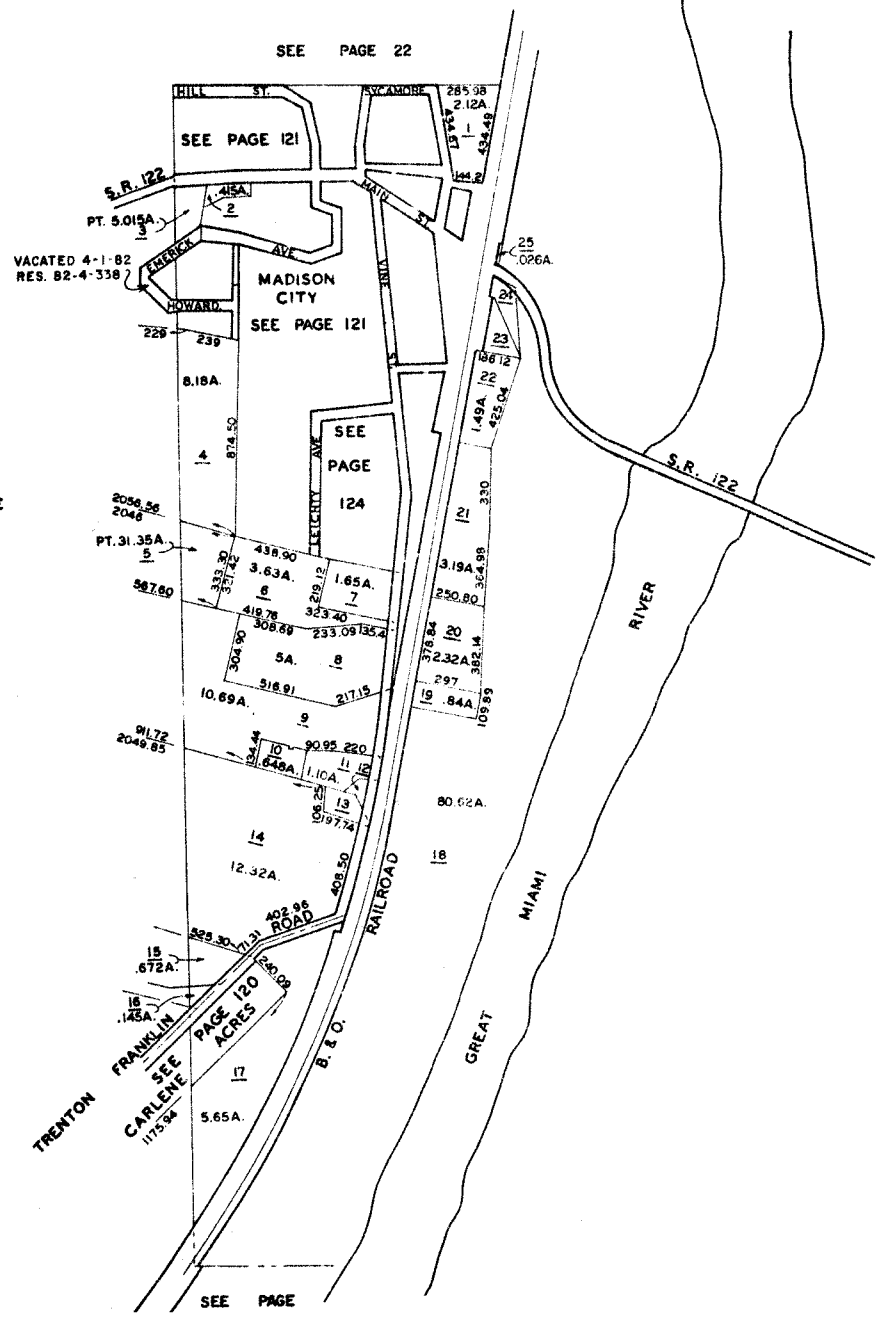 SEE PAGE 22
HILL ST.
SYCAMORE
285.98
2.12A.
1
434.67
434.49
144.2
SEE PAGE 121
S.R. 122
MAIN ST.
.415A.
2
PT. 5.015A.
3
EMERICK AVE
VACATED 4-1-82
RES. 82-4-338
HOWARD
MADISON
CITY
SEE PAGE 121
VINE
ST
25
.026A.
24
23
186.12
22
1.49A.
425.04
229
239
8.18A.
4
874.50
LEICHTY AVE
SEE
PAGE
124
S.R. 122
21
330
3.19A.
364.98
250.80
2056.56
2046
PT. 31.35A.
5
333.30
331.42
438.90
3.63A.
6
219.12
1.65A.
7
567.60
419.76
323.40
308.69
233.09
135.4
304.90
5A.
8
516.91
217.15
20
378.84
2.32A.
382.14
297
19
.84A.
109.89
10.69A.
9
911.72
2049.85
134.44
10
.648A.
90.95
220
11
12
1.10A.
106.25
13
197.74
14
12.32A.
408.50
80.62A.
18
RIVER
MIAMI
GREAT
B. & O. RAILROAD
402.96
525.30
71.31
240.09
15
.672A.
16
.145A.
TRENTON FRANKLIN ROAD
SEE PAGE 120
CARLENE ACRES
1175.94
17
5.65A.
SEE PAGE